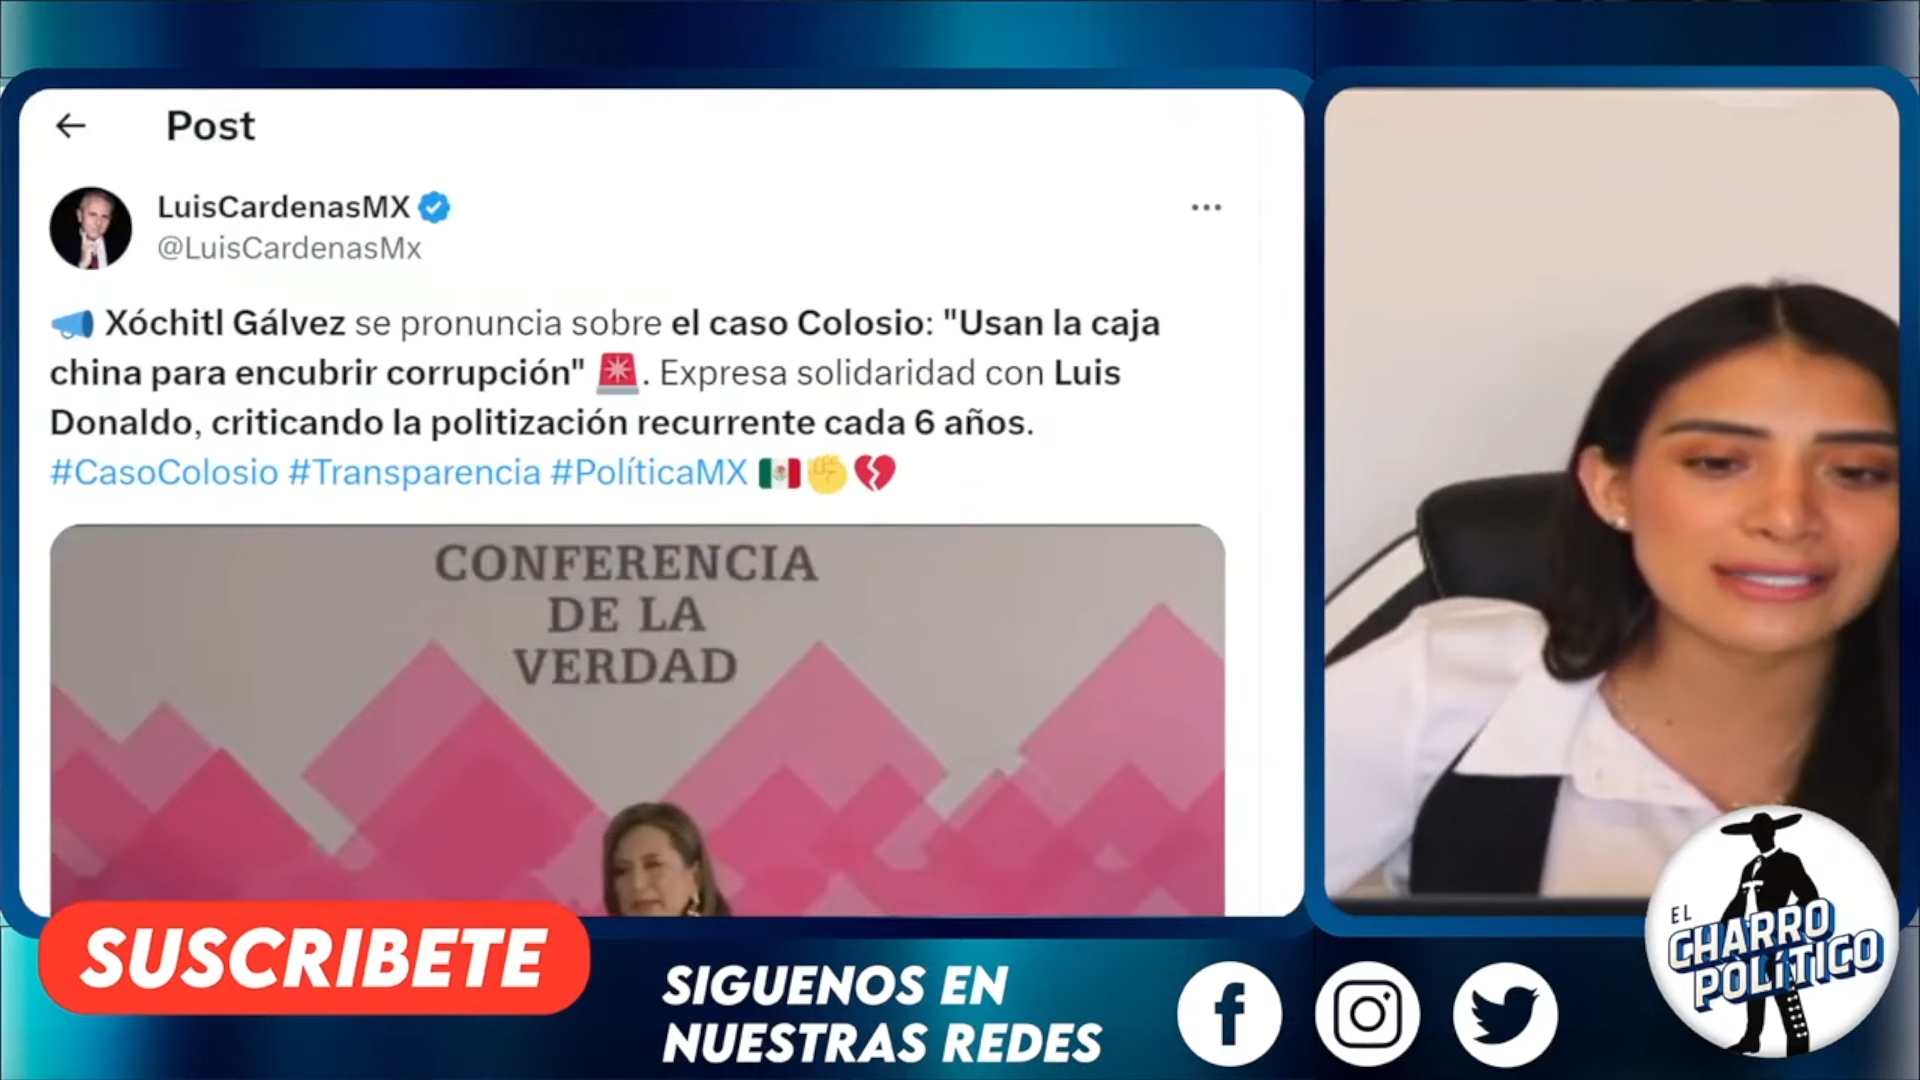 Post
LuisCardenasMX
@LuisCardenasMx
Xóchitl Gálvez se pronuncia sobre el caso Colosio: "Usan la caja
china para encubrir corrupción" . Expresa solidaridad con Luis
Donaldo, criticando la politización recurrente cada 6 años.
#CasoColosio #Transparencia #PolíticaMX
CONFERENCIA
DE LA
VERDAD
SUSCRIBETE
SIGUENOS EN
NUESTRAS REDES
EL
CHARRO
POLÍTICO